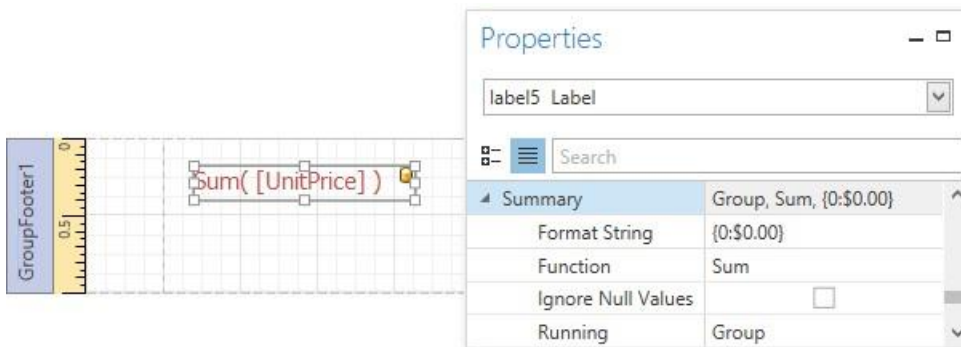 Properties
label5 Label
Search
GroupFooter1
0
0.5
Sum( [UnitPrice] )
Summary Group, Sum, {0:$0.00}
Format String {0:$0.00}
Function Sum
Ignore Null Values
Running Group